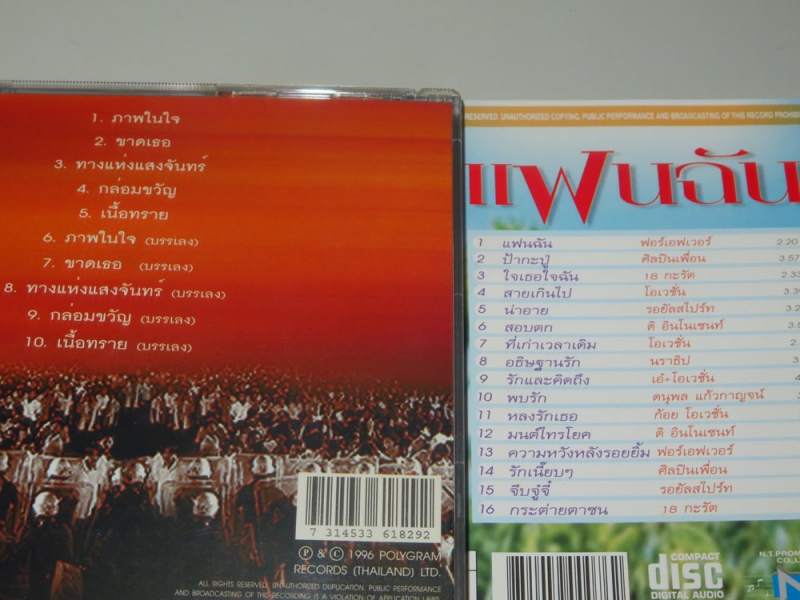 1. ภาพในใจ
2. ขาดเธอ
3. ทางแห่งแสงจันทร์
4. กล่อมขวัญ
5. เนื้อทราย
6. ภาพในใจ (บรรเลง)
7. ขาดเธอ (บรรเลง)
8. ทางแห่งแสงจันทร์ (บรรเลง)
9. กล่อมขวัญ (บรรเลง)
10. เนื้อทราย (บรรเลง)
7 314533 618292
Ⓟ & © 1996 POLYGRAM
RECORDS (THAILAND) LTD.
ALL RIGHTS RESERVED. UNAUTHORIZED DUPLICATION, PUBLIC PERFORMANCE
AND BROADCASTING OF THIS RECORDING IS A VIOLATION OF APPLICATION LAWS.
RESERVED. UNAUTHORIZED COPYING, PUBLIC PERFORMANCE AND BROADCASTING OF THIS RECORD PROHIBI
แฟนฉัน
1 แฟนฉัน ฟอร์เอฟเวอร์ 2.20
2 ป้ากะปู่ ศิลปินเพื่อน 3.57
3 ใจเธอใจฉัน 18 กะรัต 2.33
4 สายเกินไป โอเวชั่น 3.39
5 น่าอาย รอยัลสไปร์ท 2
6 สอบตก ดิ อินโนเซนท์ 3.5
7 ที่เก่าเวลาเดิม โอเวชั่น 2.
8 อธิษฐานรัก นราธิป 3.
9 รักและคิดถึง เอ๋+โอเวชั่น 4
10 พบรัก ดนุพล แก้วกาญจน์
11 หลงรักเธอ ก้อย โอเวชั่น
12 มนต์ไทรโยค ดิ อินโนเซนท์
13 ความหวังหลังรอยยิ้ม ฟอร์เอฟเวอร์
14 รักเนี๊ยบๆ ศิลปินเพื่อน
15 จีบจู๋จี๋ รอยัลสไปร์ท
16 กระต่ายตาซน 18 กะรัต
COMPACT
disc
DIGITAL AUDIO
N.T.PROM
CO.,L
N